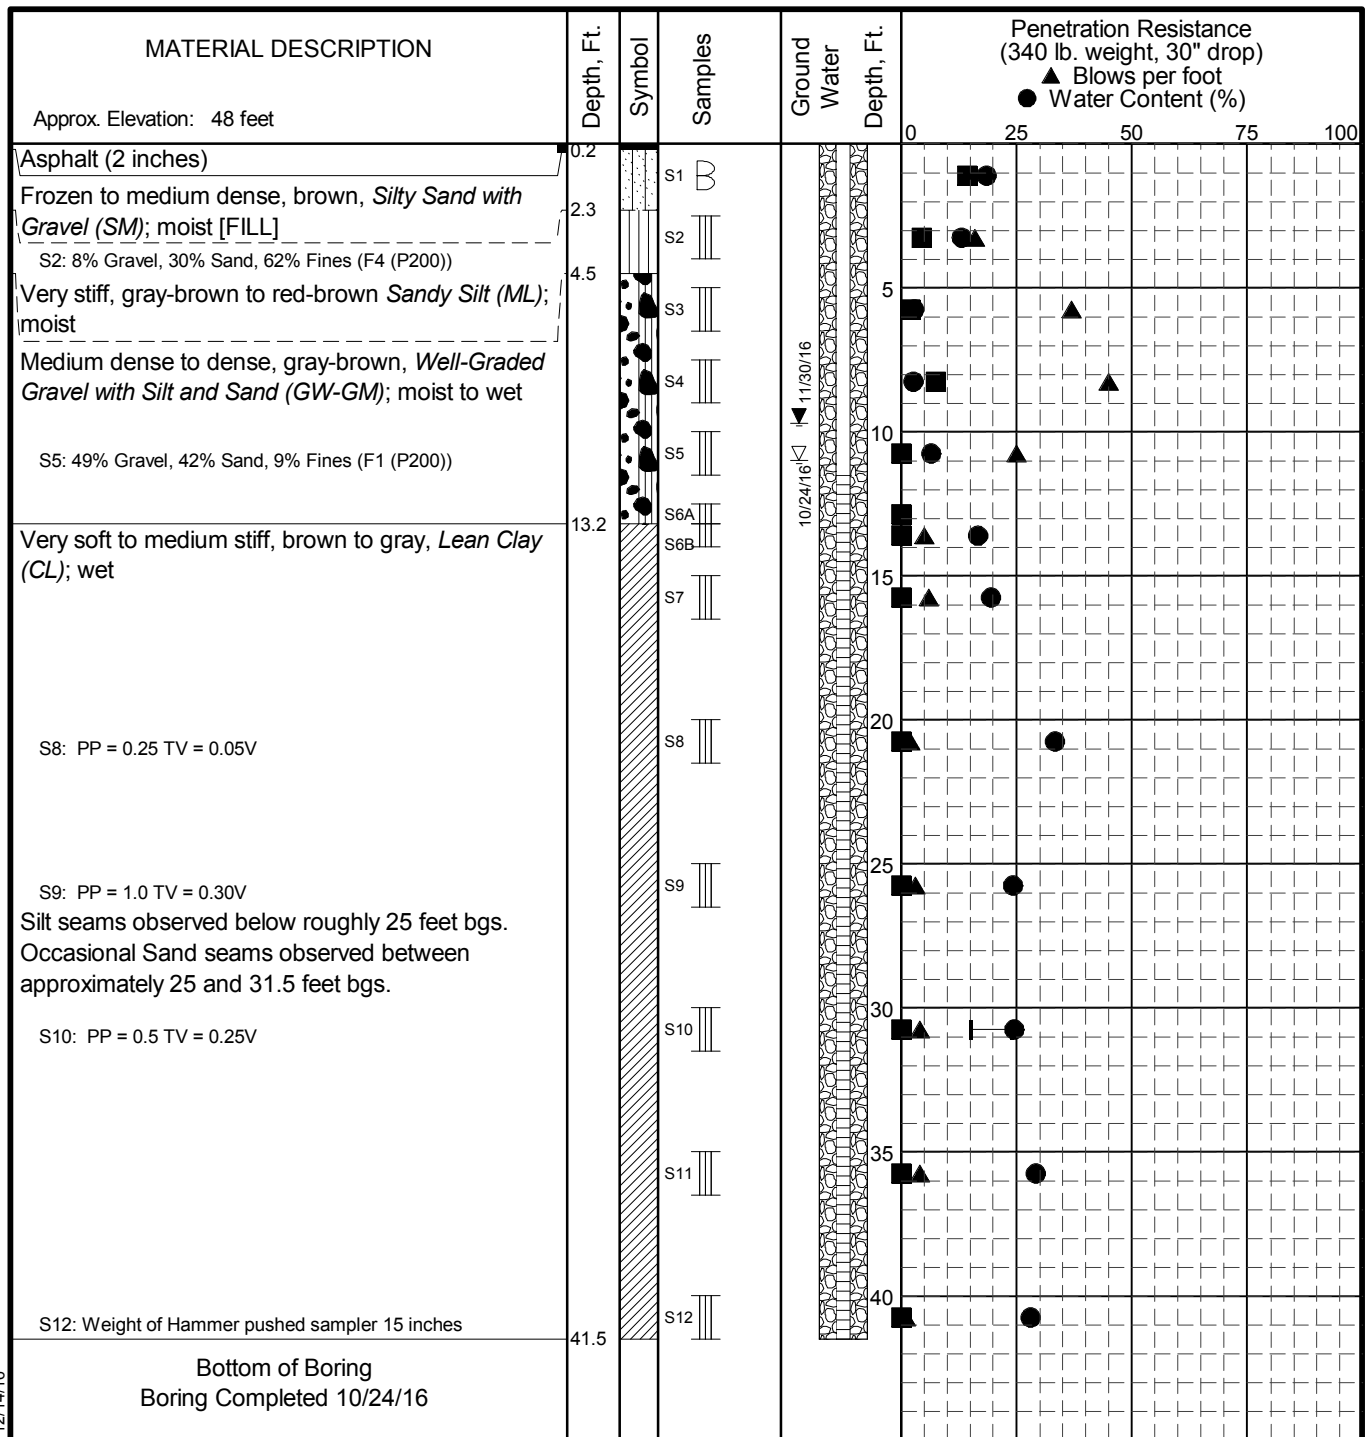 MATERIAL DESCRIPTION
Approx. Elevation: 48 feet
Depth, Ft.
Symbol
Samples
Ground
Water
Depth, Ft.
Penetration Resistance
(340 lb. weight, 30" drop)
▲ Blows per foot
● Water Content (%)
0 25 50 75 100
Asphalt (2 inches)
0.2
Frozen to medium dense, brown, Silty Sand with
Gravel (SM); moist [FILL]
2.3
S1
S2: 8% Gravel, 30% Sand, 62% Fines (F4 (P200))
S2
4.5
Very stiff, gray-brown to red-brown Sandy Silt (ML);
moist
S3
5
Medium dense to dense, gray-brown, Well-Graded
Gravel with Silt and Sand (GW-GM); moist to wet
S4
11/30/16
10
S5: 49% Gravel, 42% Sand, 9% Fines (F1 (P200))
S5
10/24/16
S6A
13.2
Very soft to medium stiff, brown to gray, Lean Clay
(CL); wet
S6B
15
S7
20
S8: PP = 0.25 TV = 0.05V
S8
25
S9: PP = 1.0 TV = 0.30V
S9
Silt seams observed below roughly 25 feet bgs.
Occasional Sand seams observed between
approximately 25 and 31.5 feet bgs.
30
S10: PP = 0.5 TV = 0.25V
S10
35
S11
40
S12: Weight of Hammer pushed sampler 15 inches
S12
41.5
Bottom of Boring
Boring Completed 10/24/16